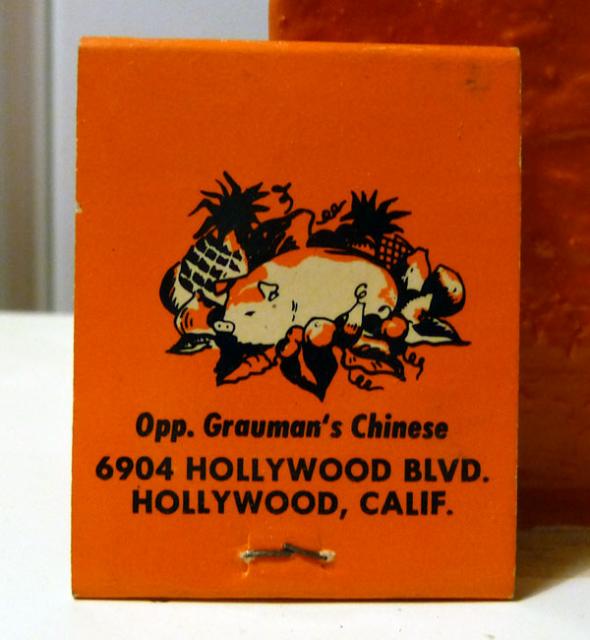 Opp. Grauman's Chinese
6904 HOLLYWOOD BLVD.
HOLLYWOOD, CALIF.